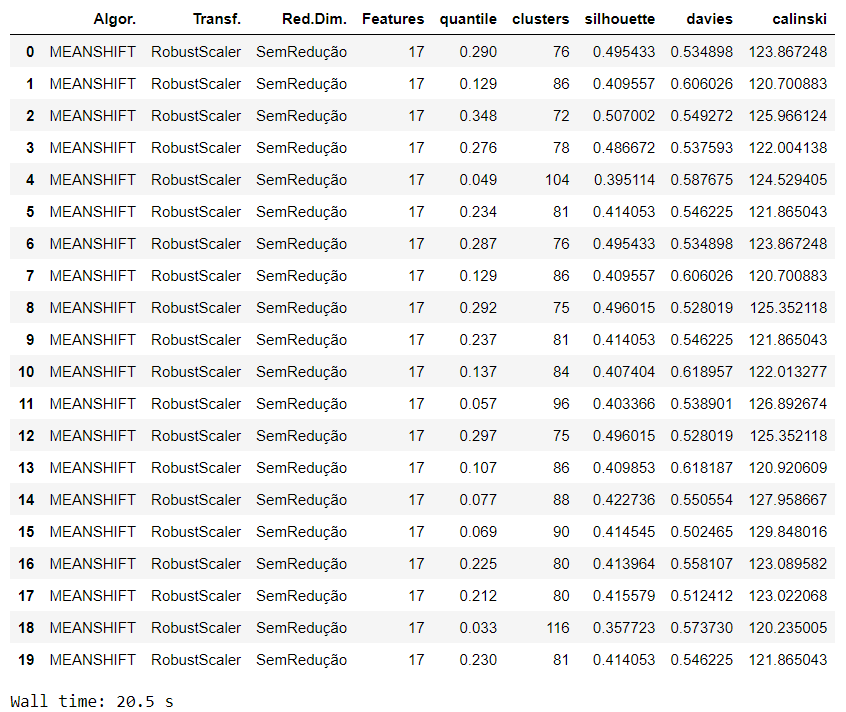 Algor. Transf. Red.Dim. Features quantile clusters silhouette davies calinski
0 MEANSHIFT RobustScaler SemRedução 17 0.290 76 0.495433 0.534898 123.867248
1 MEANSHIFT RobustScaler SemRedução 17 0.129 86 0.409557 0.606026 120.700883
2 MEANSHIFT RobustScaler SemRedução 17 0.348 72 0.507002 0.549272 125.966124
3 MEANSHIFT RobustScaler SemRedução 17 0.276 78 0.486672 0.537593 122.004138
4 MEANSHIFT RobustScaler SemRedução 17 0.049 104 0.395114 0.587675 124.529405
5 MEANSHIFT RobustScaler SemRedução 17 0.234 81 0.414053 0.546225 121.865043
6 MEANSHIFT RobustScaler SemRedução 17 0.287 76 0.495433 0.534898 123.867248
7 MEANSHIFT RobustScaler SemRedução 17 0.129 86 0.409557 0.606026 120.700883
8 MEANSHIFT RobustScaler SemRedução 17 0.292 75 0.496015 0.528019 125.352118
9 MEANSHIFT RobustScaler SemRedução 17 0.237 81 0.414053 0.546225 121.865043
10 MEANSHIFT RobustScaler SemRedução 17 0.137 84 0.407404 0.618957 122.013277
11 MEANSHIFT RobustScaler SemRedução 17 0.057 96 0.403366 0.538901 126.892674
12 MEANSHIFT RobustScaler SemRedução 17 0.297 75 0.496015 0.528019 125.352118
13 MEANSHIFT RobustScaler SemRedução 17 0.107 86 0.409853 0.618187 120.920609
14 MEANSHIFT RobustScaler SemRedução 17 0.077 88 0.422736 0.550554 127.958667
15 MEANSHIFT RobustScaler SemRedução 17 0.069 90 0.414545 0.502465 129.848016
16 MEANSHIFT RobustScaler SemRedução 17 0.225 80 0.413964 0.558107 123.089582
17 MEANSHIFT RobustScaler SemRedução 17 0.212 80 0.415579 0.512412 123.022068
18 MEANSHIFT RobustScaler SemRedução 17 0.033 116 0.357723 0.573730 120.235005
19 MEANSHIFT RobustScaler SemRedução 17 0.230 81 0.414053 0.546225 121.865043
Wall time: 20.5 s